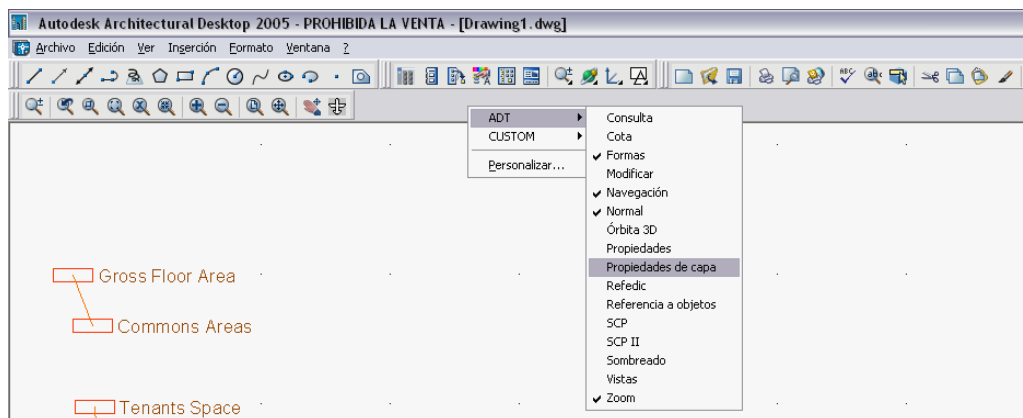 Autodesk Architectural Desktop 2005 - PROHIBIDA LA VENTA - [Drawing1.dwg]
Archivo Edición Ver Inserción Formato Ventana ?
ABC
ADT
CUSTOM
Personalizar...
Consulta
Cota
Formas
Modificar
Navegación
Normal
Órbita 3D
Propiedades
Propiedades de capa
Refedic
Referencia a objetos
SCP
SCP II
Sombreado
Vistas
Zoom
Gross Floor Area
Commons Areas
Tenants Space